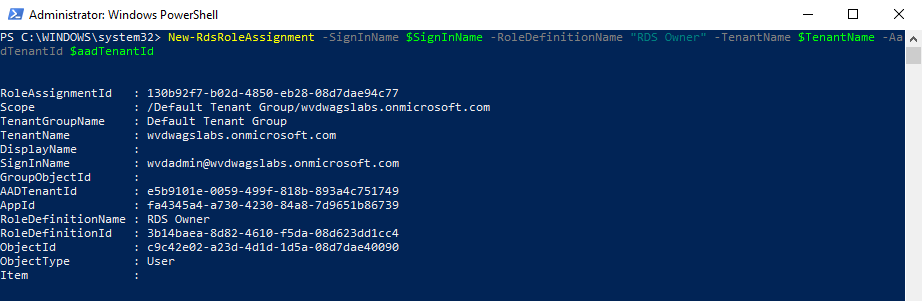 Administrator: Windows PowerShell
PS C:\WINDOWS\system32> New-RdsRoleAssignment -SignInName $SignInName -RoleDefinitionName "RDS Owner" -TenantName $TenantName -Aa
dTenantId $aadTenantId
RoleAssignmentId   : 130b92f7-b02d-4850-eb28-08d7dae94c77
Scope              : /Default Tenant Group/wvdwagslabs.onmicrosoft.com
TenantGroupName    : Default Tenant Group
TenantName         : wvdwagslabs.onmicrosoft.com
DisplayName        :
SignInName         : wvdadmin@wvdwagslabs.onmicrosoft.com
GroupObjectId      :
AADTenantId        : e5b9101e-0059-499f-818b-893a4c751749
AppId              : fa4345a4-a730-4230-84a8-7d9651b86739
RoleDefinitionName : RDS Owner
RoleDefinitionId   : 3b14baea-8d82-4610-f5da-08d623dd1cc4
ObjectId           : c9c42e02-a23d-4d1d-1d5a-08d7dae40090
ObjectType         : User
Item               :